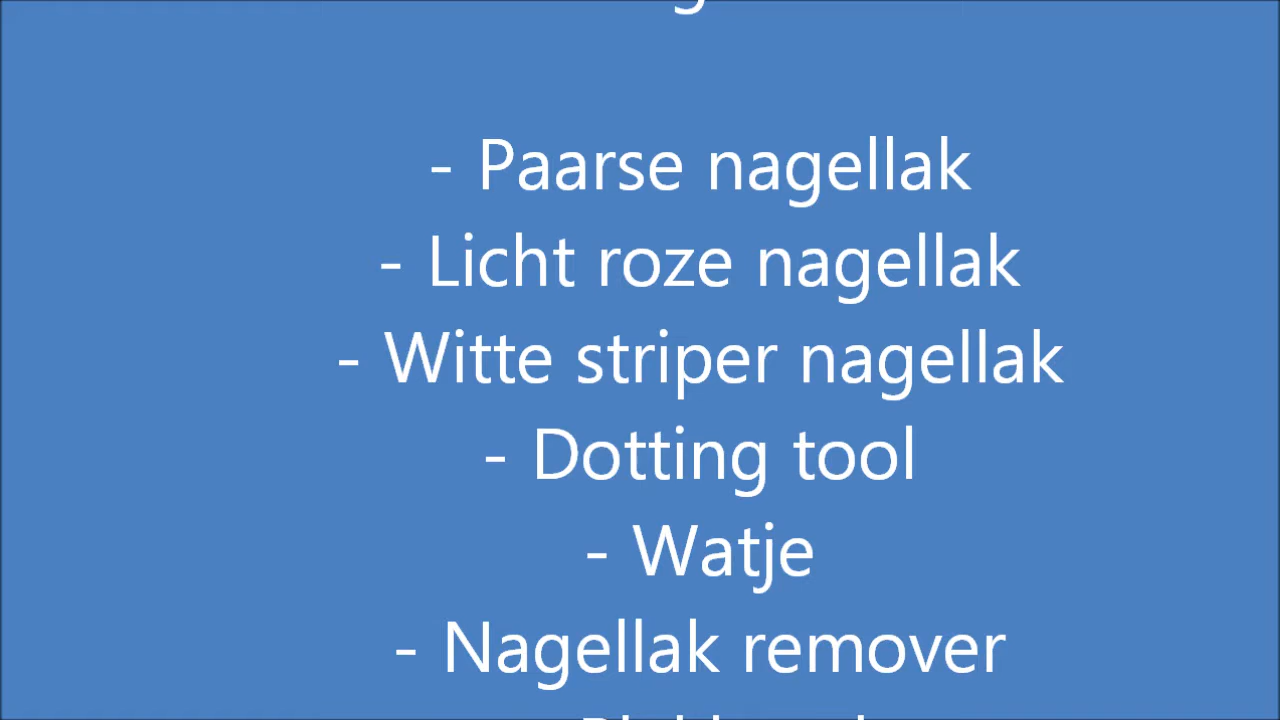 - Paarse nagellak
- Licht roze nagellak
- Witte striper nagellak
- Dotting tool
- Watje
- Nagellak remover